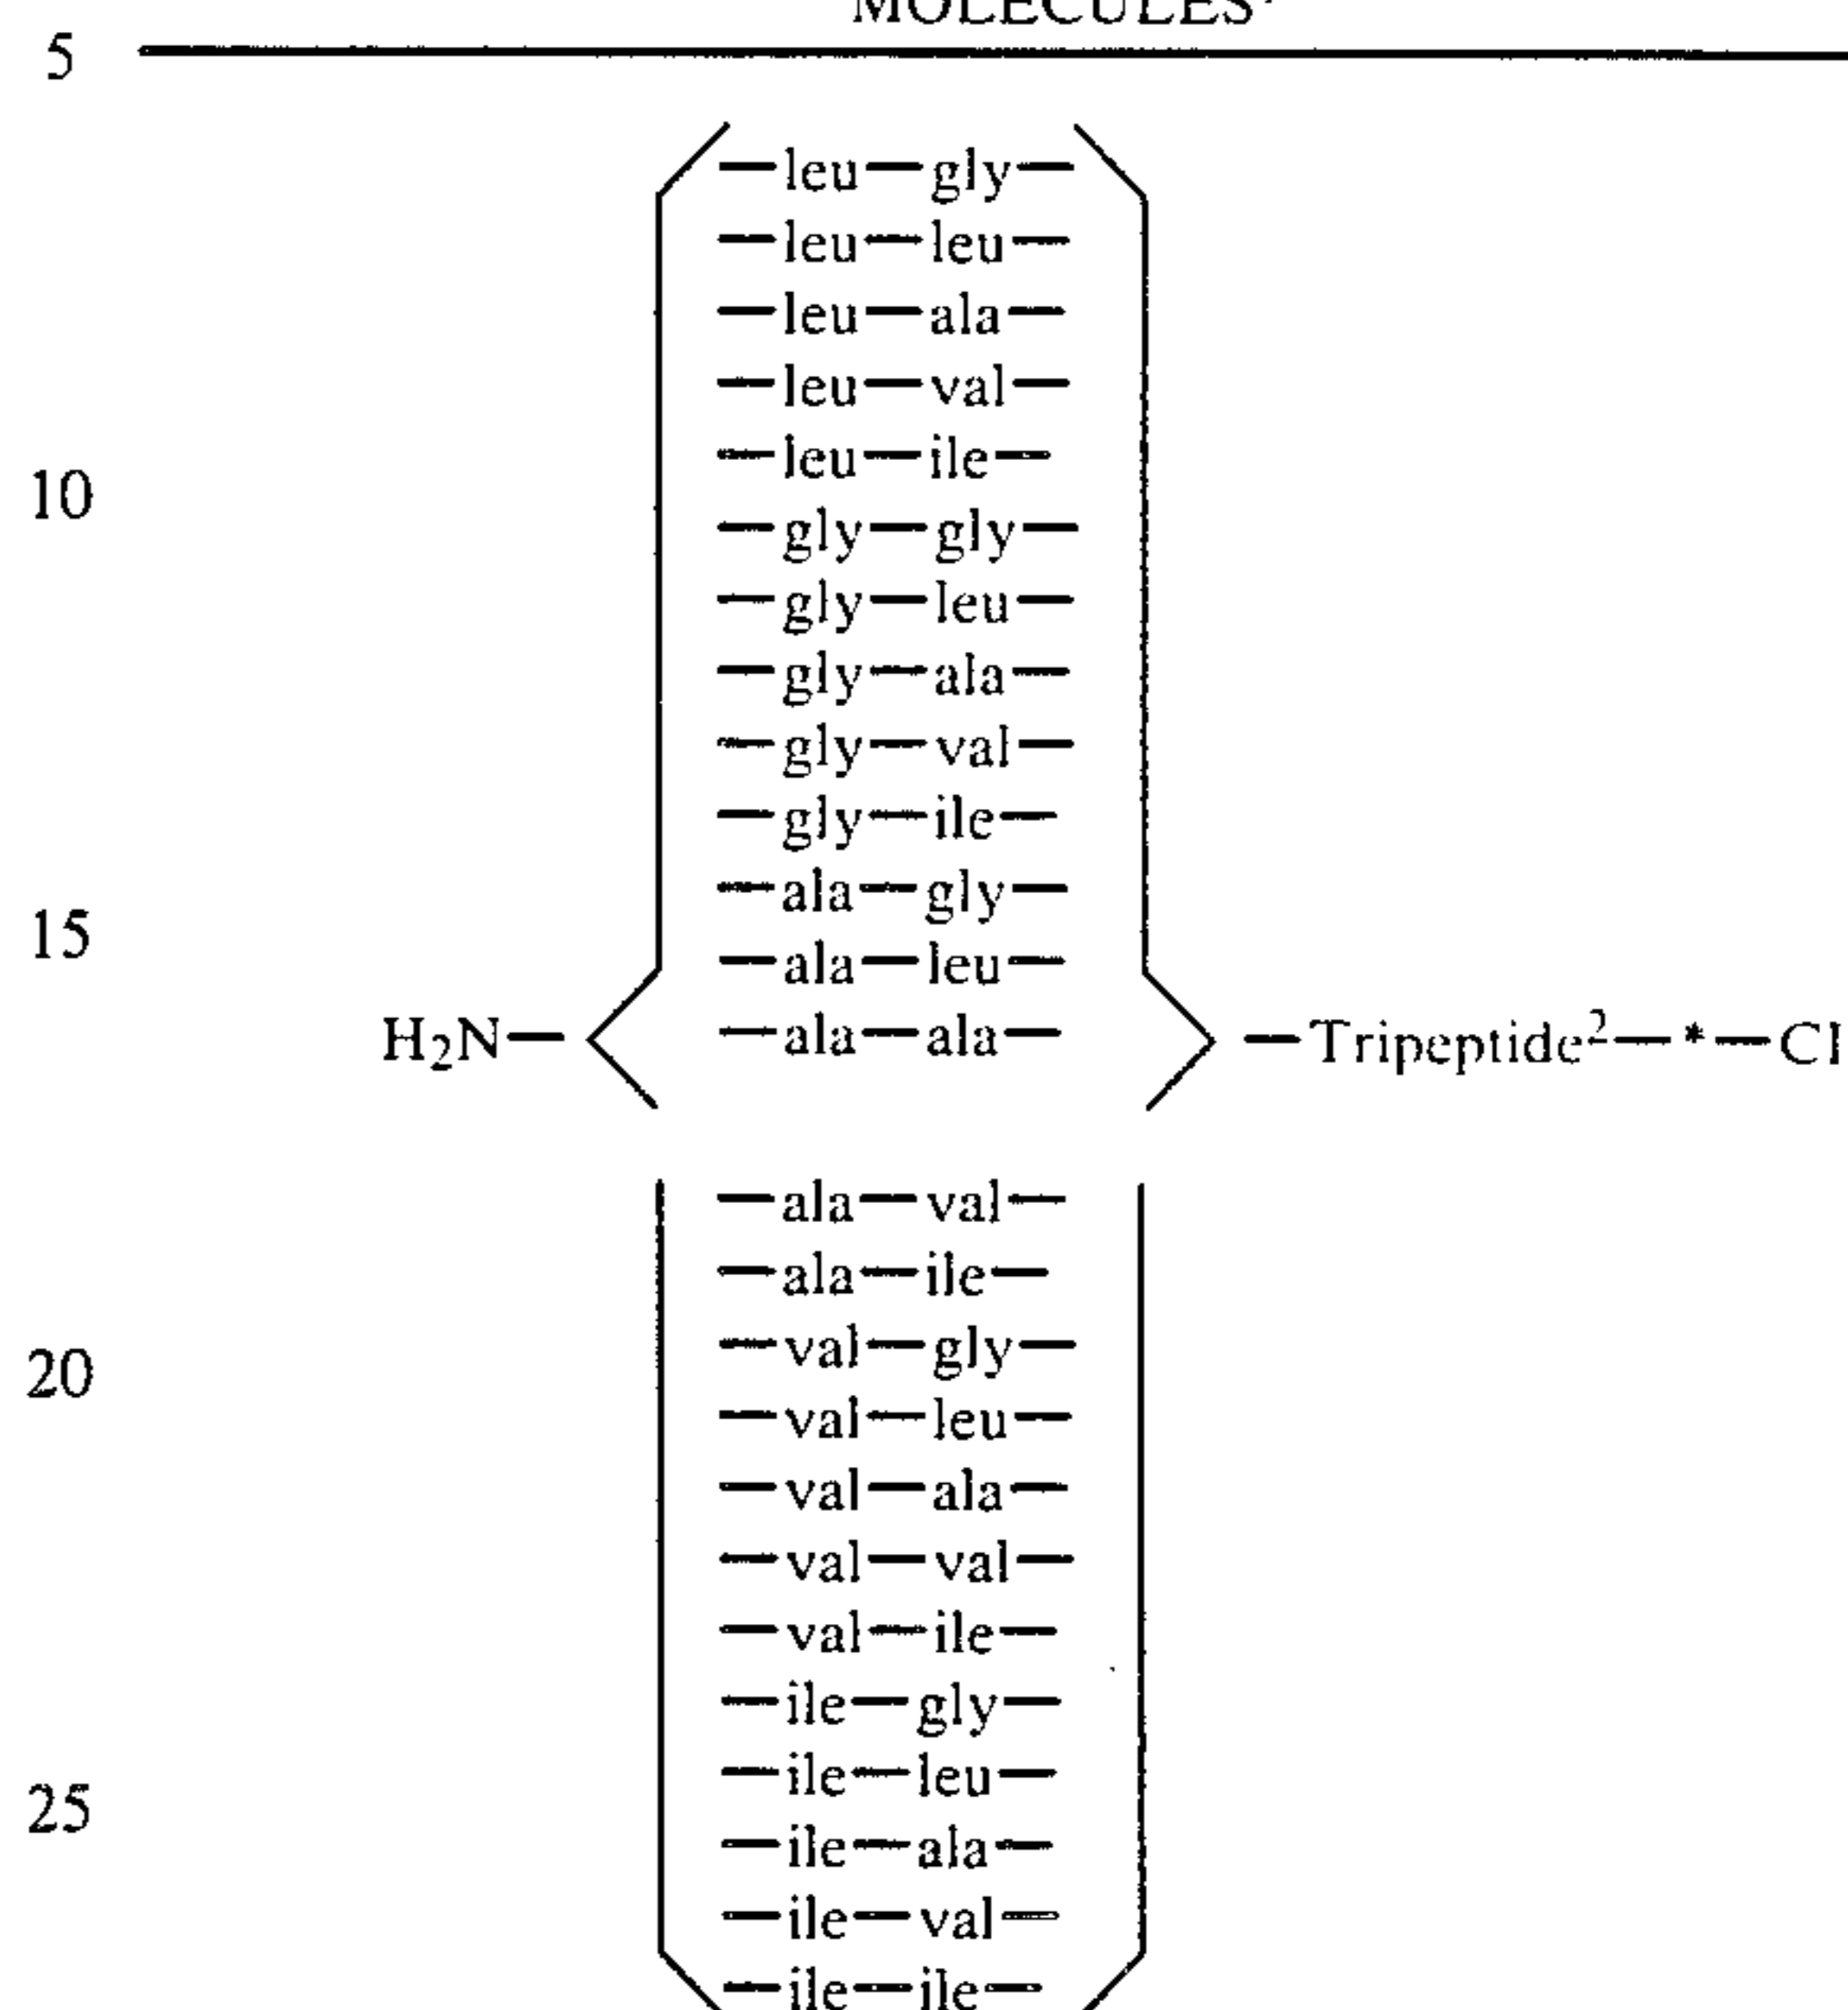 MOLECULES
5
—leu—gly—
—leu—leu—
—leu—ala—
—leu—val—
—leu—ile—
10
—gly—gly—
—gly—leu—
—gly—ala—
—gly—val—
—gly—ile—
—ala—gly—
15
—ala—leu—
H₂N— —ala—ala— —Tripeptide²—*—Cl
—ala—val—
—ala—ile—
—val—gly—
20
—val—leu—
—val—ala—
—val—val—
—val—ile—
—ile—gly—
—ile—leu—
25
—ile—ala—
—ile—val—
—ile—ile—